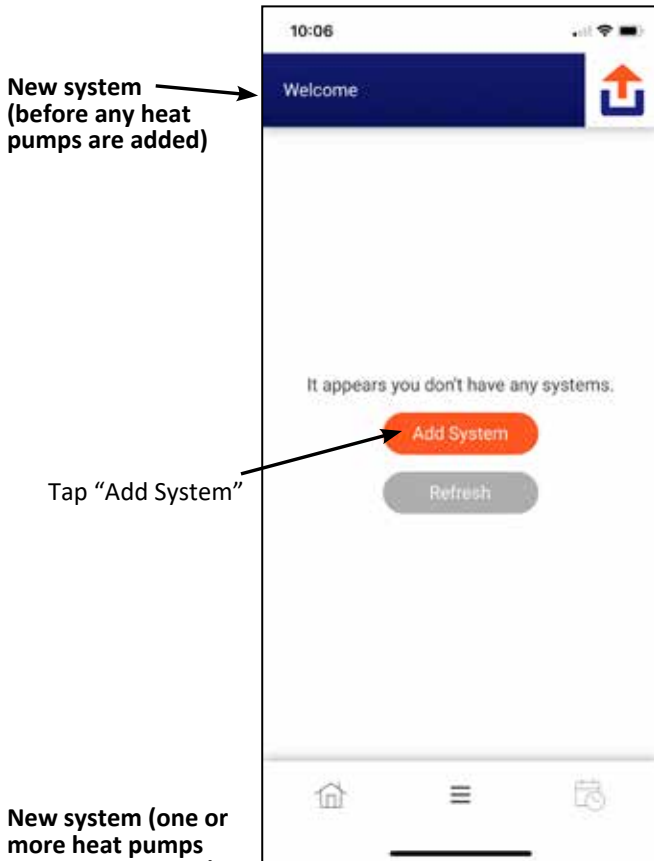 10:06
New system
(before any heat
pumps are added)
Welcome
It appears you don't have any systems.
Add System
Tap "Add System"
Refresh
New system (one or
more heat pumps